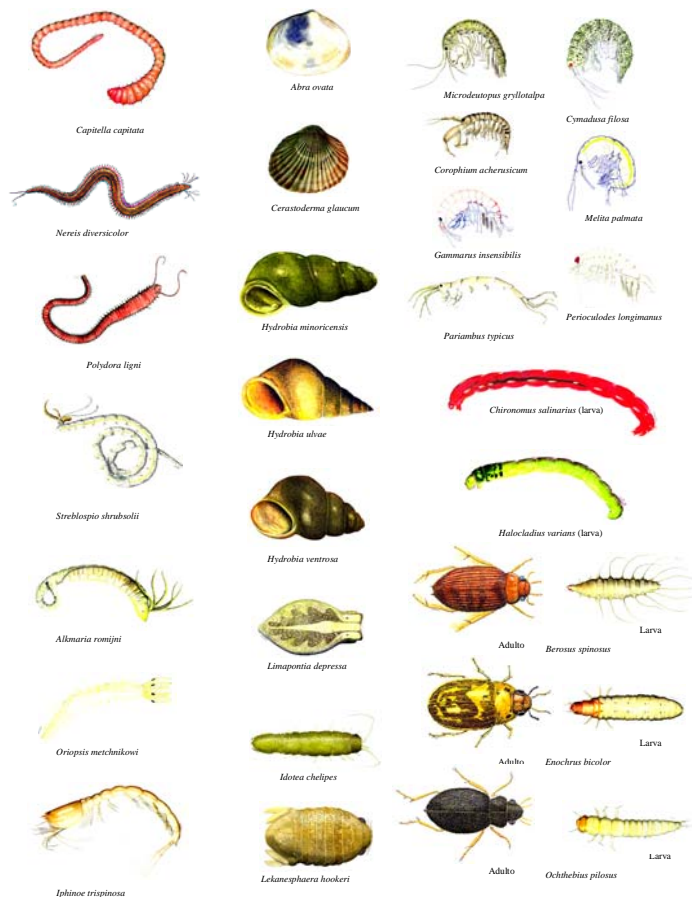 Capitella capitata
Nereis diversicolor
Polydora ligni
Streblospio shrubsolii
Alkmaria romijni
Oriopsis metchnikowi
Iphinoe trispinosa
Abra ovata
Cerastoderma glaucum
Hydrobia minoricensis
Hydrobia ulvae
Hydrobia ventrosa
Limapontia depressa
Idotea chelipes
Lekanesphaera hookeri
Microdeutopus gryllotalpa
Cymadusa filosa
Corophium acherusicum
Melita palmata
Gammarus insensibilis
Perioculodes longimanus
Pariambus typicus
Chironomus salinarius (larva)
Halocladius varians (larva)
Larva
Adulto
Berosus spinosus
Larva
Adulto
Enochrus bicolor
Larva
Adulto
Ochthebius pilosus